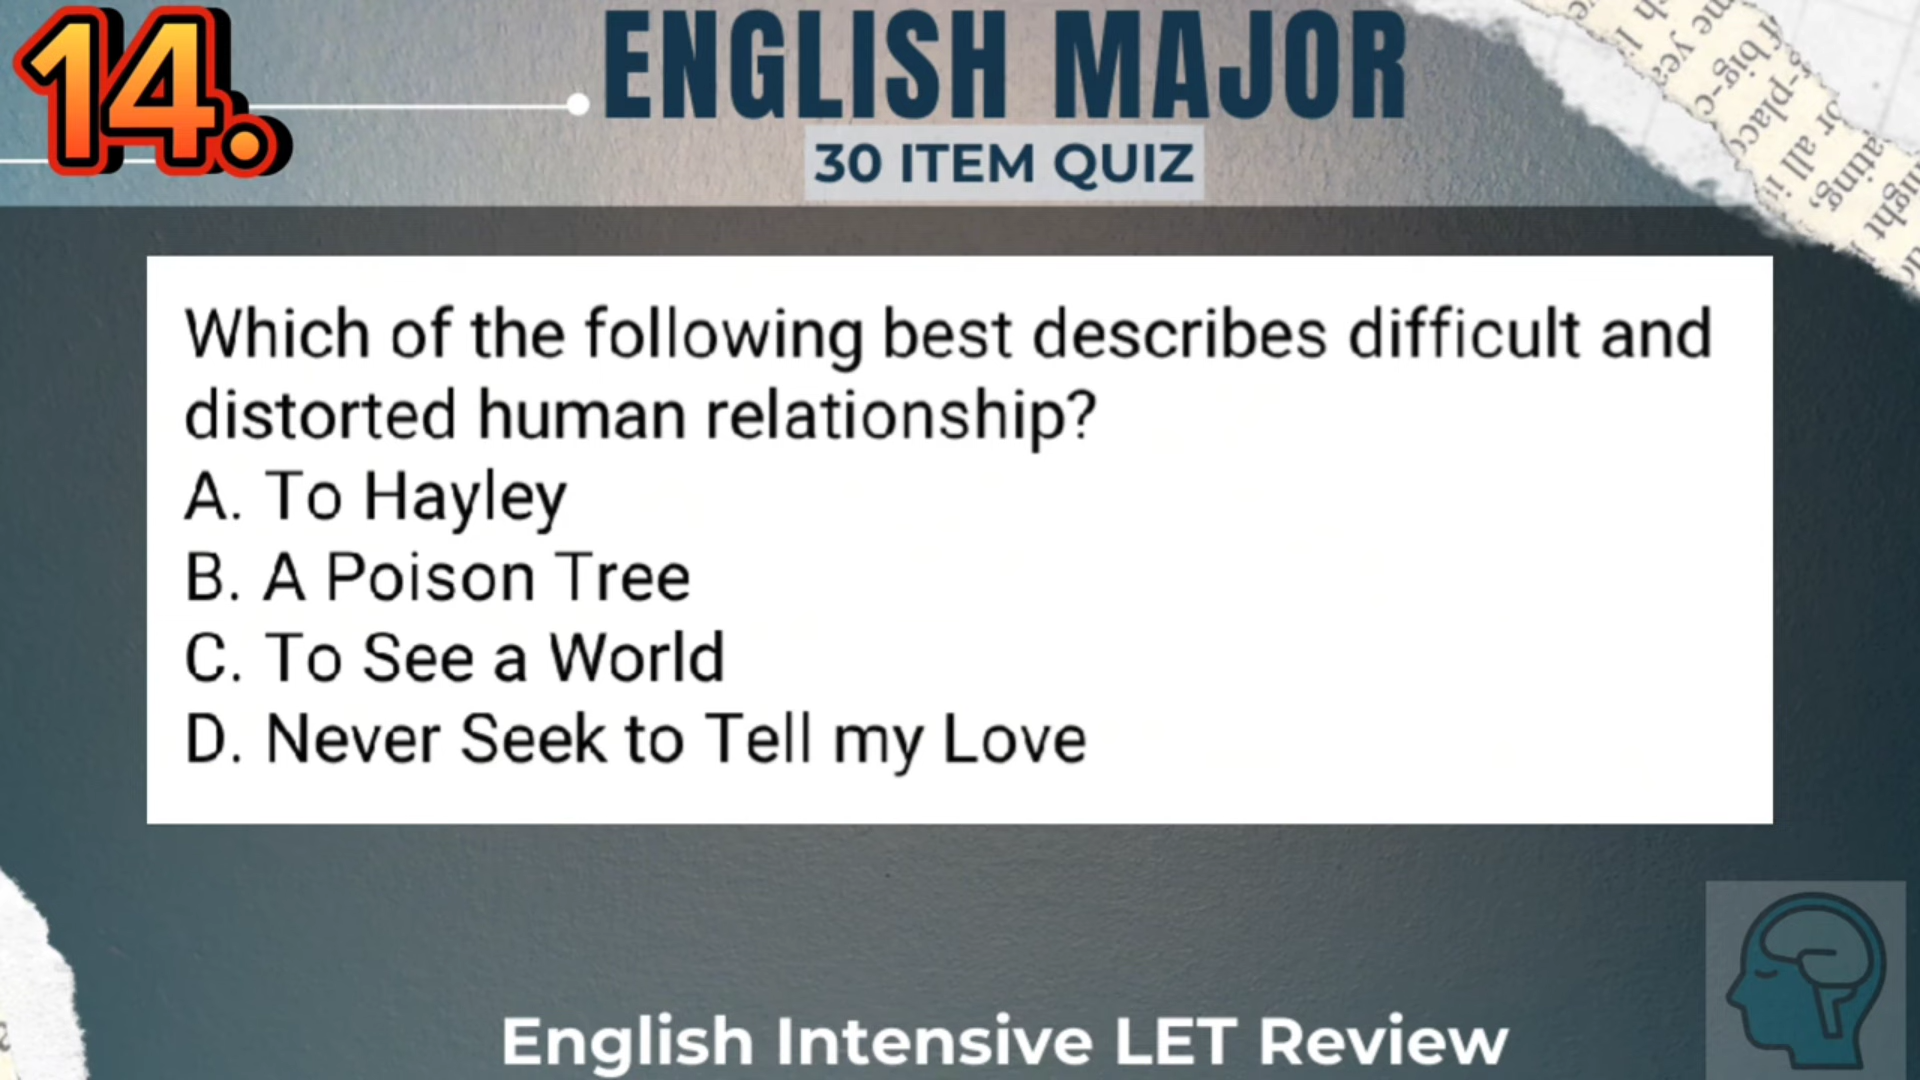 14.
ENGLISH MAJOR
30 ITEM QUIZ
Which of the following best describes difficult and
distorted human relationship?
A. To Hayley
B. A Poison Tree
C. To See a World
D. Never Seek to Tell my Love
English Intensive LET Review